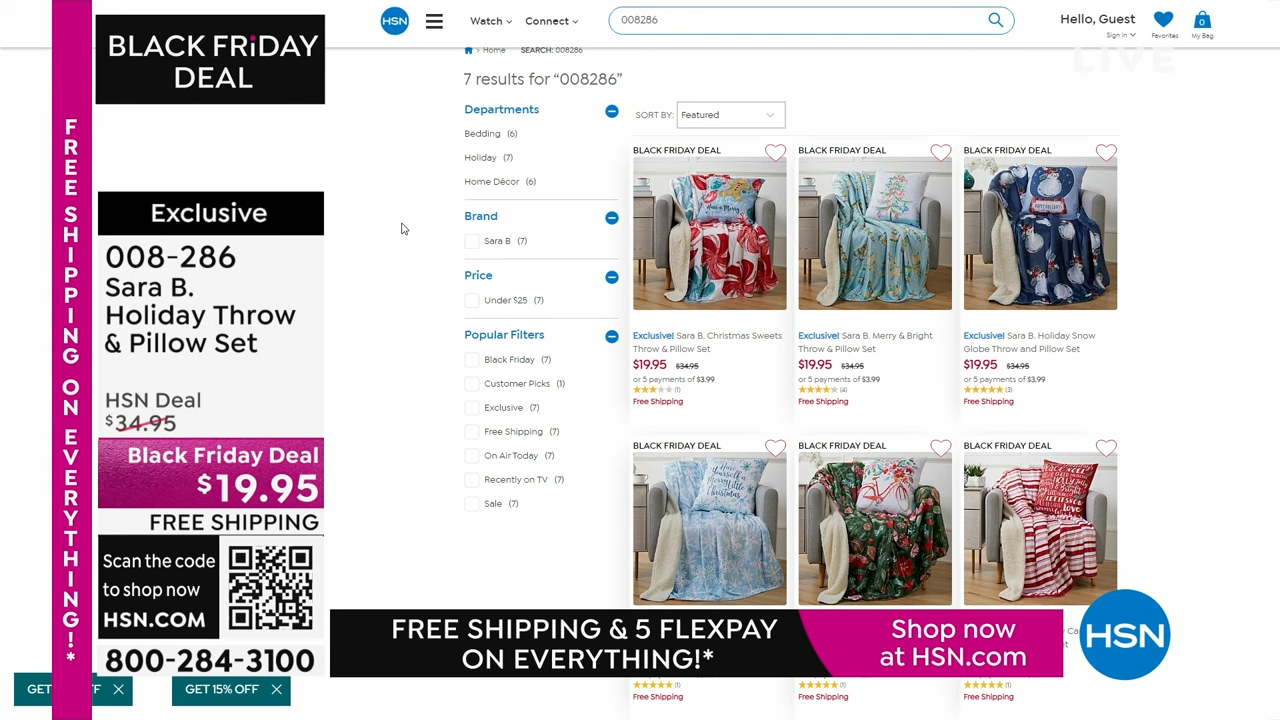 FREE SHIPPING ON EVERYTHING!*
BLACK FRiDAY
DEAL
Exclusive
008-286
Sara B.
Holiday Throw
& Pillow Set
HSN Deal
$34.95
Black Friday Deal
$19.95
FREE SHIPPING
Scan the code
to shop now
HSN.COM
800-284-3100
GET
FF
GET 15% OFF
HSN
Watch
Connect
008286
Hello, Guest
Sign In
Favorites
0
My Bag
LIVE
> Home SEARCH: 008286
7 results for “008286”
Departments
Bedding (6)
Holiday (7)
Home Décor (6)
Brand
Sara B (7)
Price
Under $25 (7)
Popular Filters
Black Friday (7)
Customer Picks (1)
Exclusive (7)
Free Shipping (7)
On Air Today (7)
Recently on TV (7)
Sale (7)
SORT BY: Featured
BLACK FRIDAY DEAL
Exclusive! Sara B. Christmas Sweets
Throw & Pillow Set
$19.95 $34.95
or 5 payments of $3.99
(1)
Free Shipping
BLACK FRIDAY DEAL
Exclusive! Sara B. Merry & Bright
Throw & Pillow Set
$19.95 $34.95
or 5 payments of $3.99
(4)
Free Shipping
BLACK FRIDAY DEAL
Exclusive! Sara B. Holiday Snow
Globe Throw and Pillow Set
$19.95 $34.95
or 5 payments of $3.99
(3)
Free Shipping
BLACK FRIDAY DEAL
(1)
Free Shipping
BLACK FRIDAY DEAL
(1)
Free Shipping
BLACK FRIDAY DEAL
(1)
Free Shipping
FREE SHIPPING & 5 FLEXPAY
ON EVERYTHING!*
Shop now
at HSN.com
HSN